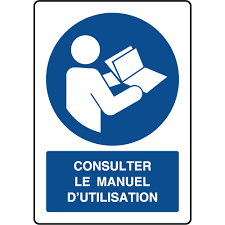 CONSULTER
LE MANUEL
D'UTILISATION